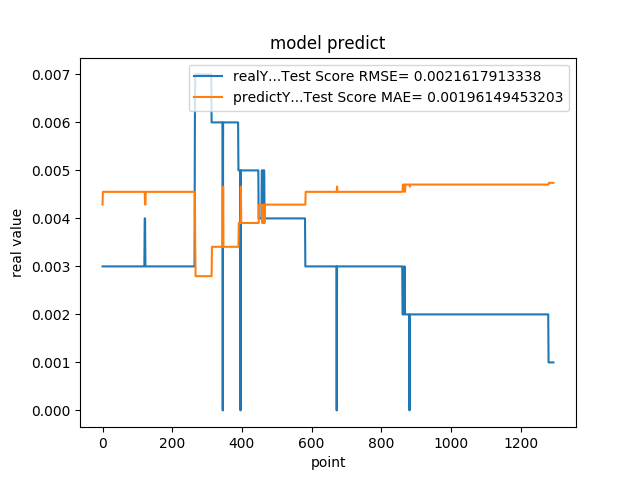 model predict
realY...Test Score RMSE= 0.0021617913338
predictY...Test Score MAE= 0.00196149453203
0.007
0.006
0.005
0.004
0.003
0.002
0.001
0.000
real value
0 200 400 600 800 1000 1200
point